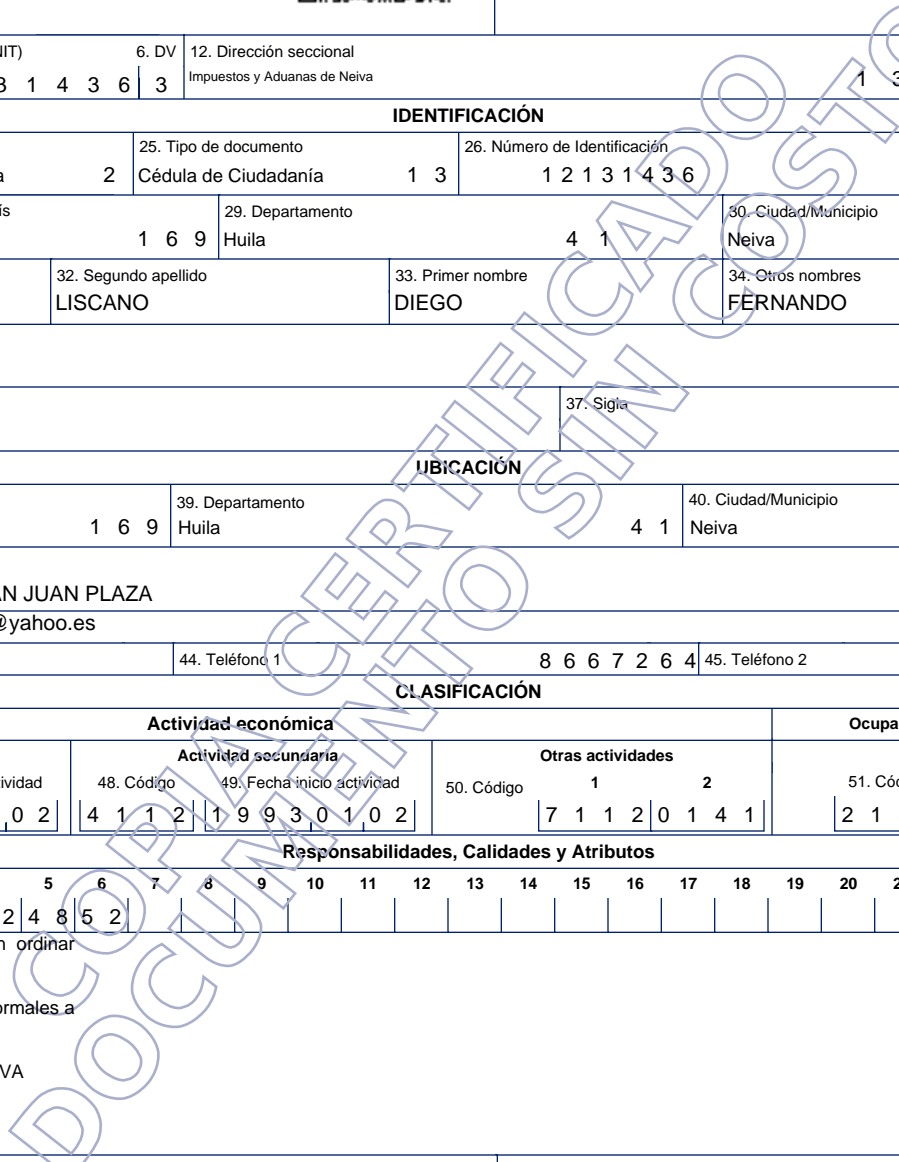 6. DV 12. Dirección seccional
1 4 3 6 3 Impuestos y Aduanas de Neiva 1
IDENTIFICACIÓN
25. Tipo de documento 26. Número de Identificación
2 Cédula de Ciudadanía 1 3 1 2 1 3 1 4 3 6
29. Departamento 30. Ciudad/Municipio
1 6 9 Huila 4 1 Neiva
32. Segundo apellido 33. Primer nombre 34. Otros nombres
LISCANO DIEGO FERNANDO
37. Sigla
UBICACIÓN
39. Departamento 40. Ciudad/Municipio
1 6 9 Huila 4 1 Neiva
AN JUAN PLAZA
@yahoo.es
44. Teléfono 1 8 6 6 7 2 6 4 45. Teléfono 2
CLASIFICACIÓN
Actividad económica Ocupa
Actividad secundaria Otras actividades
ividad 48. Código 49. Fecha inicio actividad 50. Código 1 2 51. Cód
0 2 4 1 1 2 1 9 9 3 0 1 0 2 7 1 1 2 0 1 4 1 2 1
Responsabilidades, Calidades y Atributos
5 6 7 8 9 10 11 12 13 14 15 16 17 18 19 20
2 4 8 5 2
n ordinar
ormales a
VA
COPIA CERTIFICADO
DOCUMENTO SIN COSTO